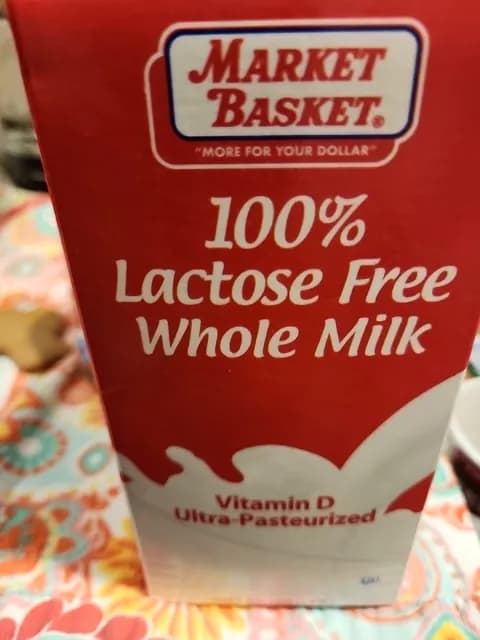 MARKET
BASKET®
"MORE FOR YOUR DOLLAR"
100%
Lactose Free
Whole Milk
Vitamin D
Ultra-Pasteurized